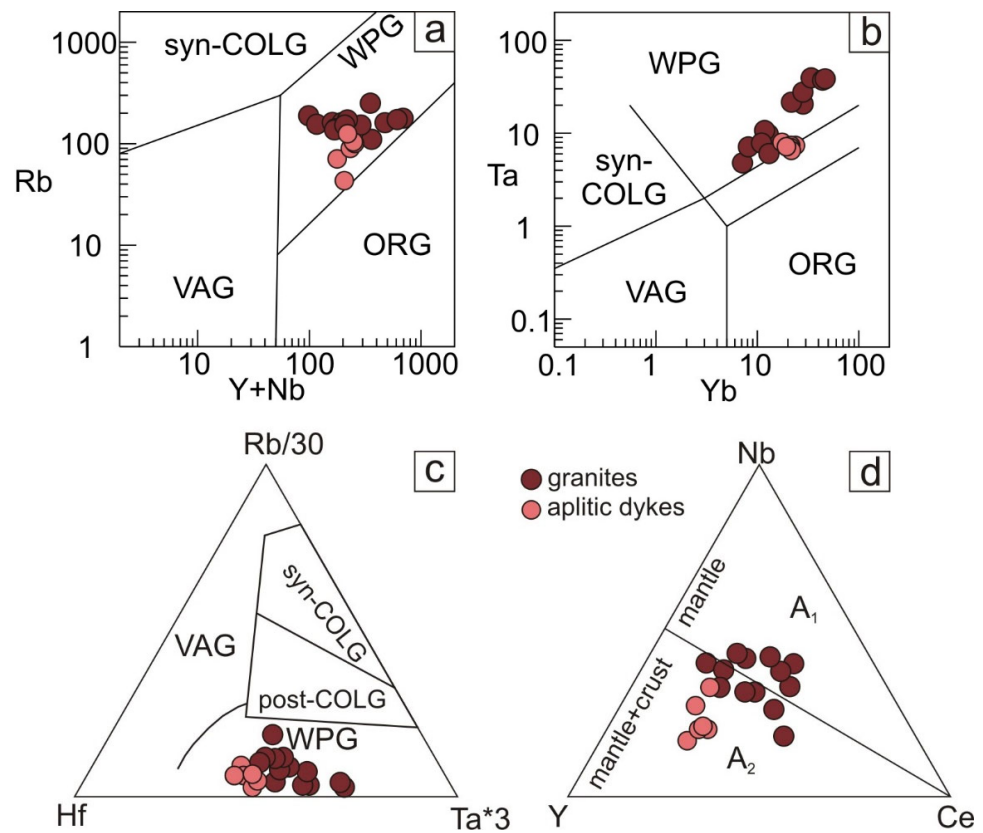 a
1000
100
10
1
Rb
syn-COLG
WPG
VAG
ORG
10
100
1000
Y+Nb
b
100
10
1
0.1
Ta
WPG
syn-
COLG
VAG
ORG
0.1
1
10
100
Yb
c
Rb/30
VAG
syn-COLG
post-COLG
WPG
Hf
Ta*3
granites
aplitic dykes
d
Nb
mantle
A₁
mantle+crust
A₂
Y
Ce